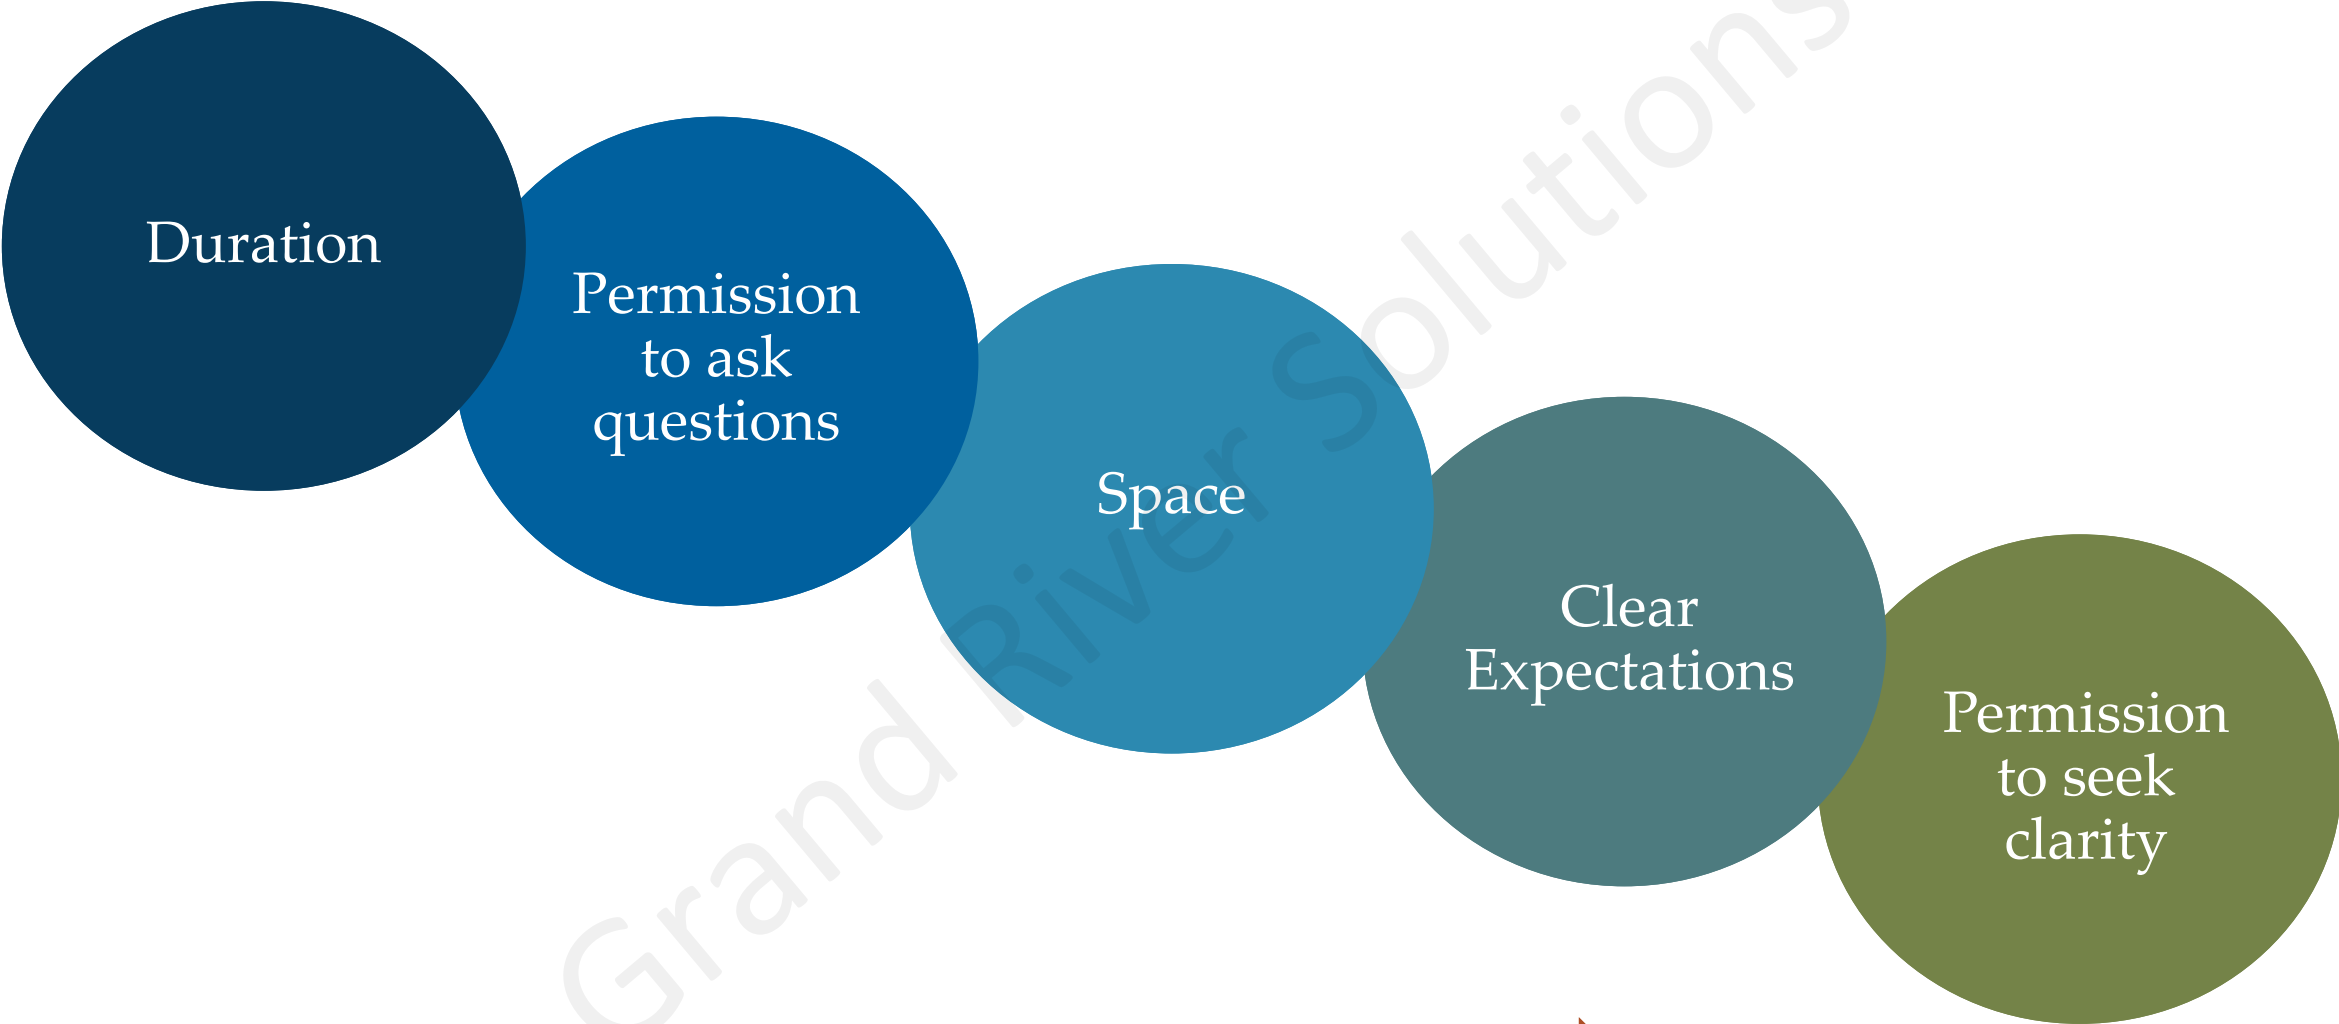 Duration
Permission
to ask
questions
Space
Clear
Expectations
Permission
to seek
clarity
Grand River Solutions